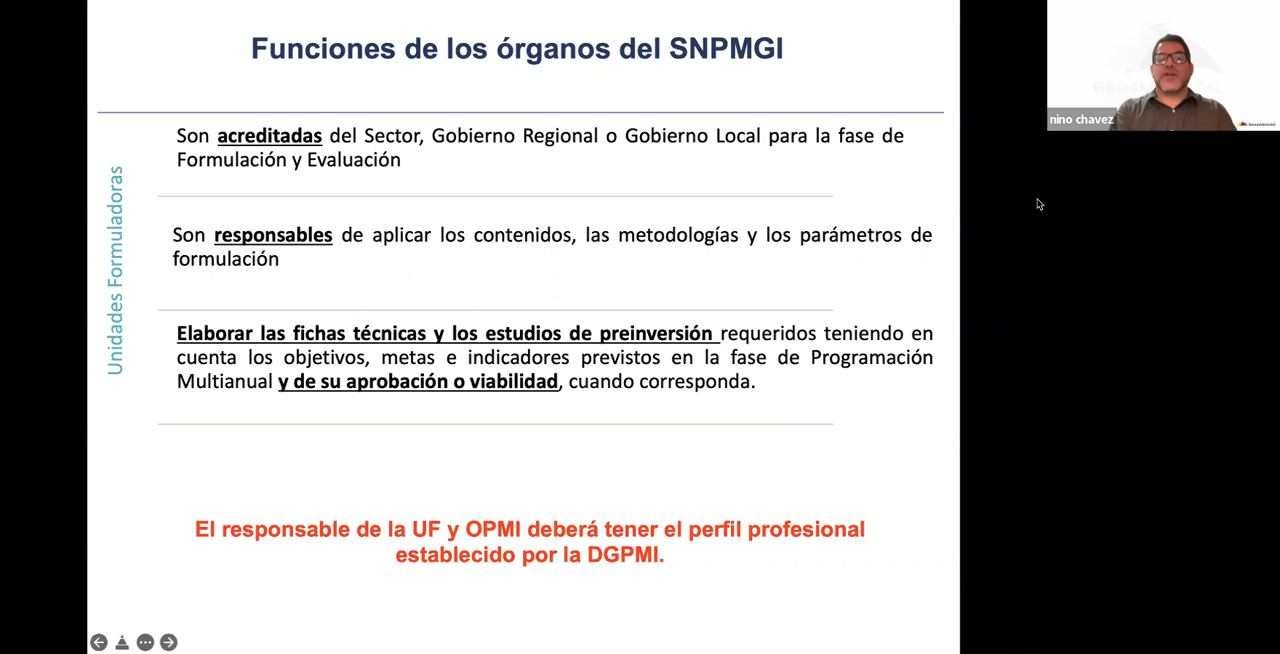 Funciones de los órganos del SNPMGI
Son acreditadas del Sector, Gobierno Regional o Gobierno Local para la fase de
Formulación y Evaluación
Unidades Formuladoras
Son responsables de aplicar los contenidos, las metodologías y los parámetros de
formulación
Elaborar las fichas técnicas y los estudios de preinversión requeridos teniendo en
cuenta los objetivos, metas e indicadores previstos en la fase de Programación
Multianual y de su aprobación o viabilidad, cuando corresponda.
El responsable de la UF y OPMI deberá tener el perfil profesional
establecido por la DGPMI.
nino chavez